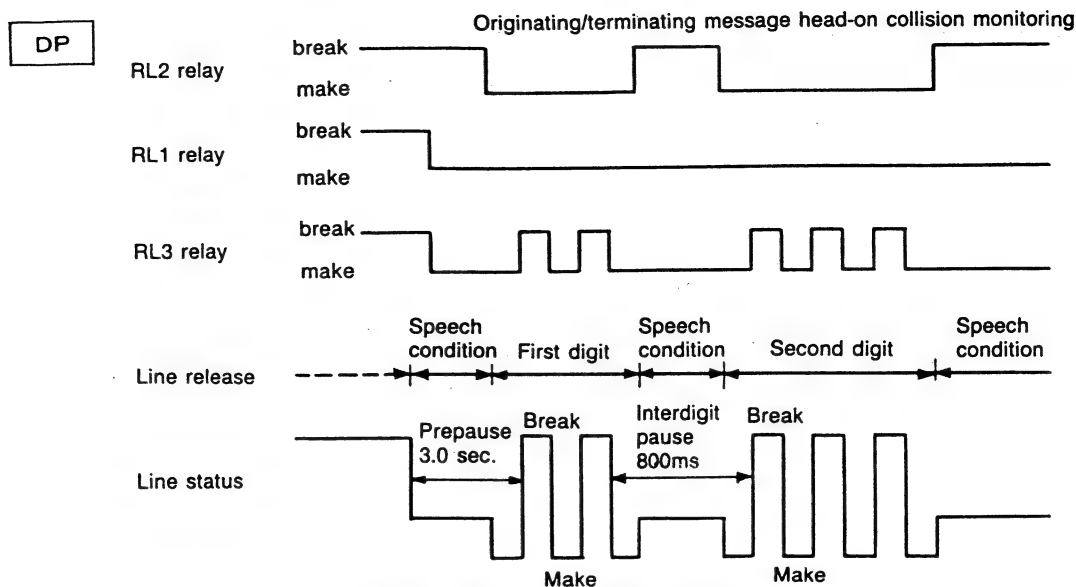 DP
Originating/terminating message head-on collision monitoring
RL2 relay
break
make
RL1 relay
break
make
RL3 relay
break
make
Line release
Speech
condition
First digit
Speech
condition
Second digit
Speech
condition
Line status
Prepause
3.0 sec.
Break
Interdigit
pause
800ms
Break
Make
Make